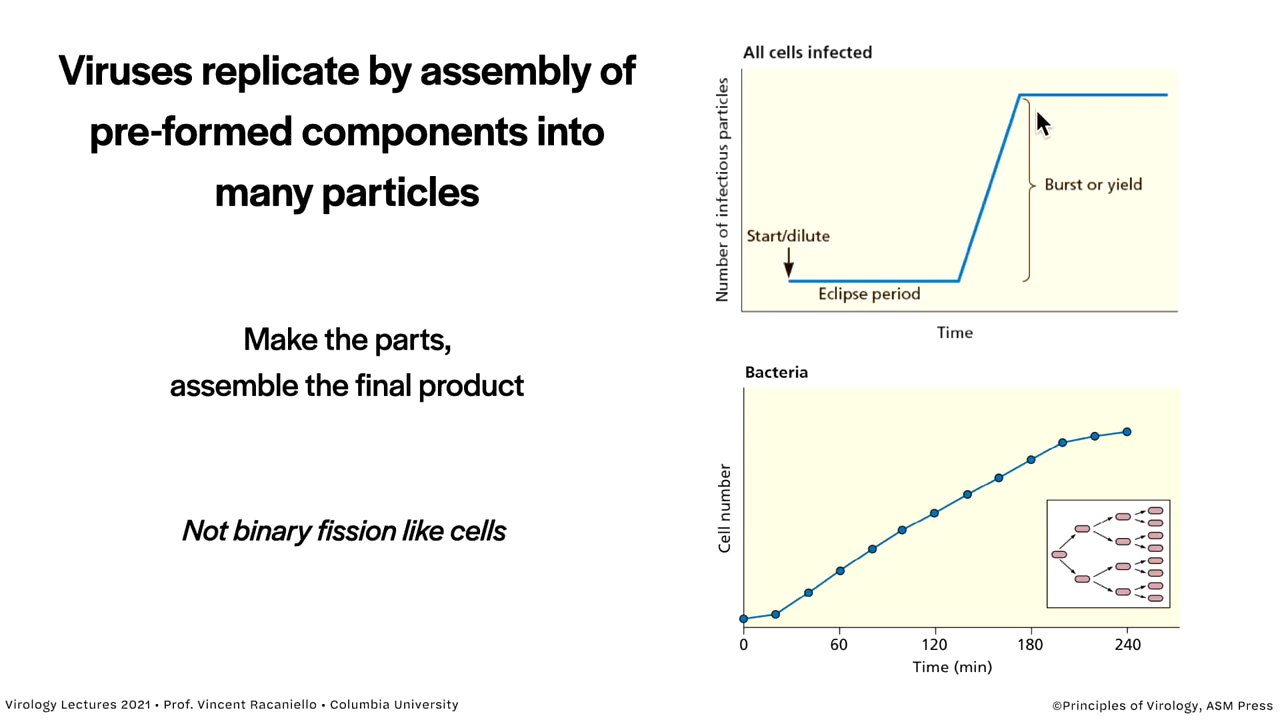 Viruses replicate by assembly of
pre-formed components into
many particles
Make the parts,
assemble the final product
Not binary fission like cells
All cells infected
Number of infectious particles
Start/dilute
Eclipse period
Burst or yield
Time
Bacteria
Cell number
0 60 120 180 240
Time (min)
Virology Lectures 2021 • Prof. Vincent Racaniello • Columbia University
©Principles of Virology, ASM Press